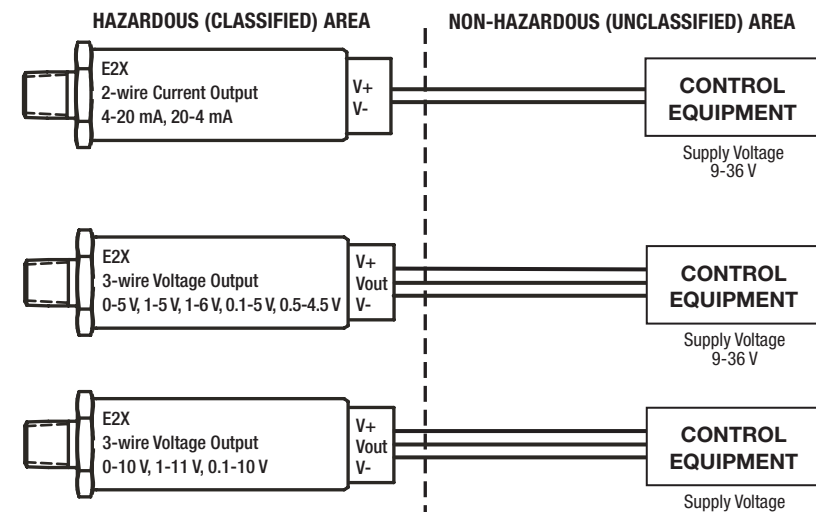 HAZARDOUS (CLASSIFIED) AREA
NON-HAZARDOUS (UNCLASSIFIED) AREA
E2X
2-wire Current Output
4-20 mA, 20-4 mA
V+
V-
CONTROL
EQUIPMENT
Supply Voltage
9-36 V
E2X
3-wire Voltage Output
0-5 V, 1-5 V, 1-6 V, 0.1-5 V, 0.5-4.5 V
V+
Vout
V-
CONTROL
EQUIPMENT
Supply Voltage
9-36 V
E2X
3-wire Voltage Output
0-10 V, 1-11 V, 0.1-10 V
V+
Vout
V-
CONTROL
EQUIPMENT
Supply Voltage